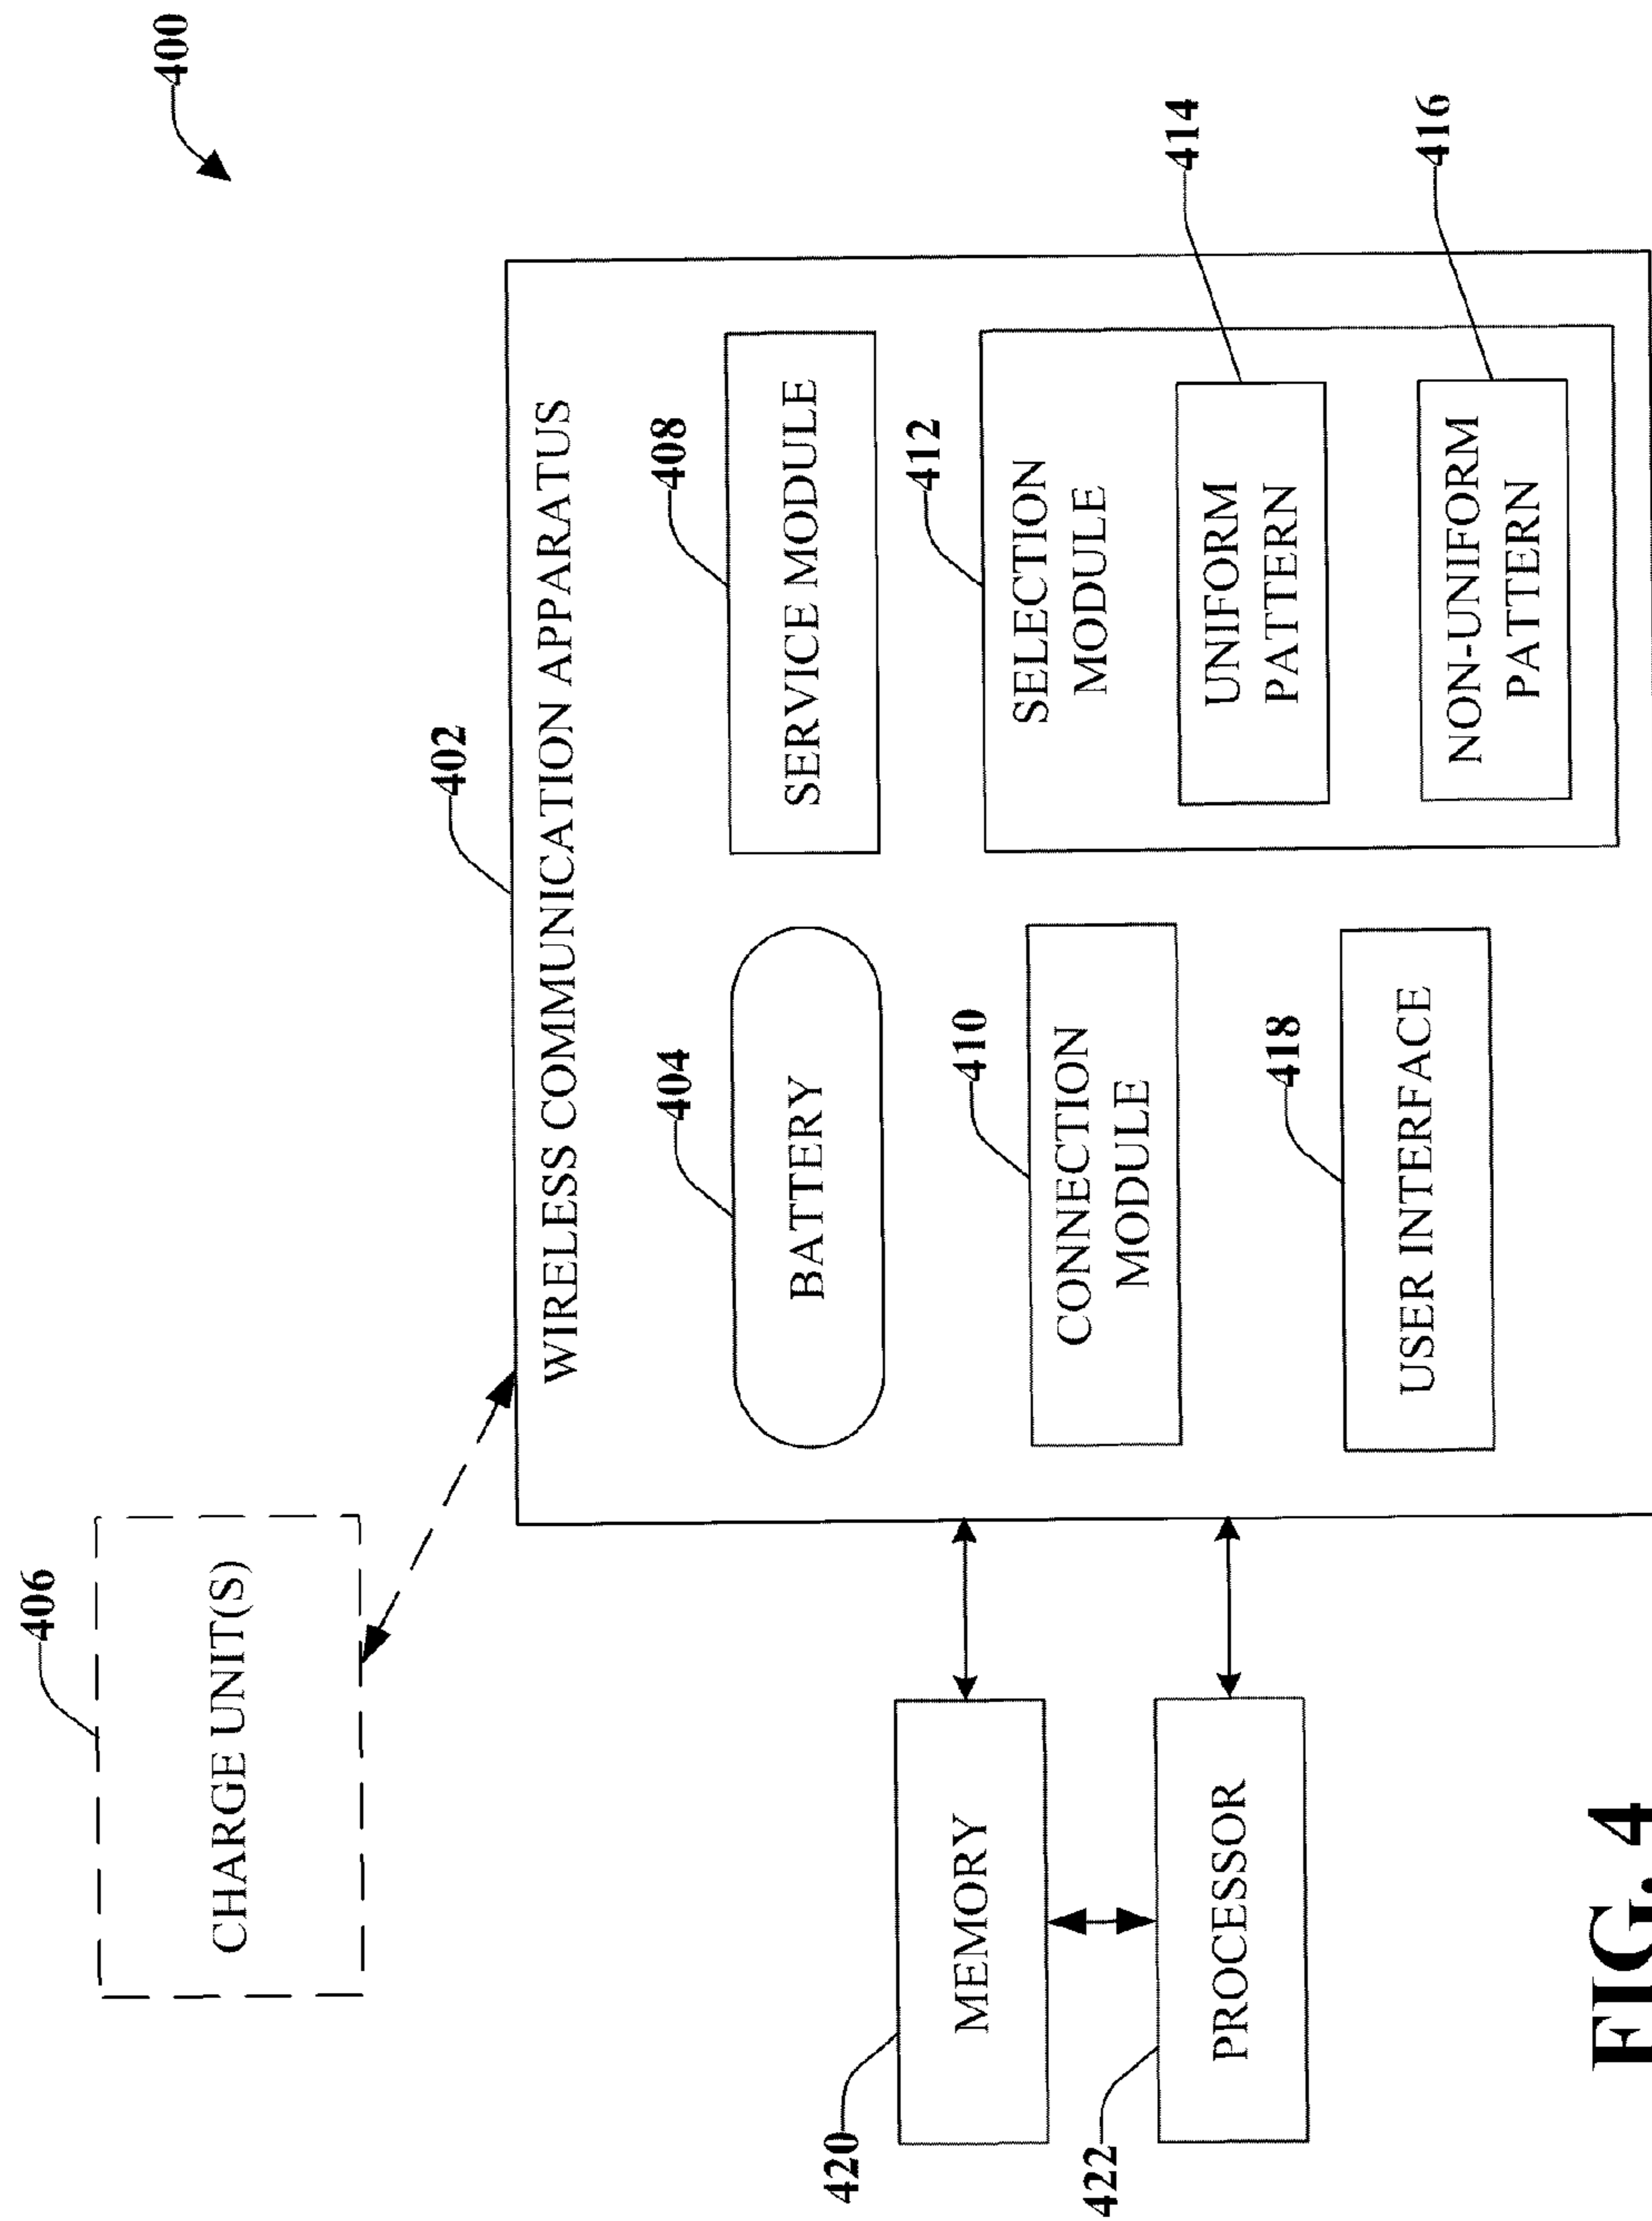 400
406
CHARGE UNIT(S)
402
WIRELESS COMMUNICATION APPARATUS
404
BATTERY
408
SERVICE MODULE
410
CONNECTION
MODULE
412
SELECTION
MODULE
UNIFORM
PATTERN
414
NON-UNIFORM
PATTERN
416
418
USER INTERFACE
420
MEMORY
422
PROCESSOR
FIG. 4